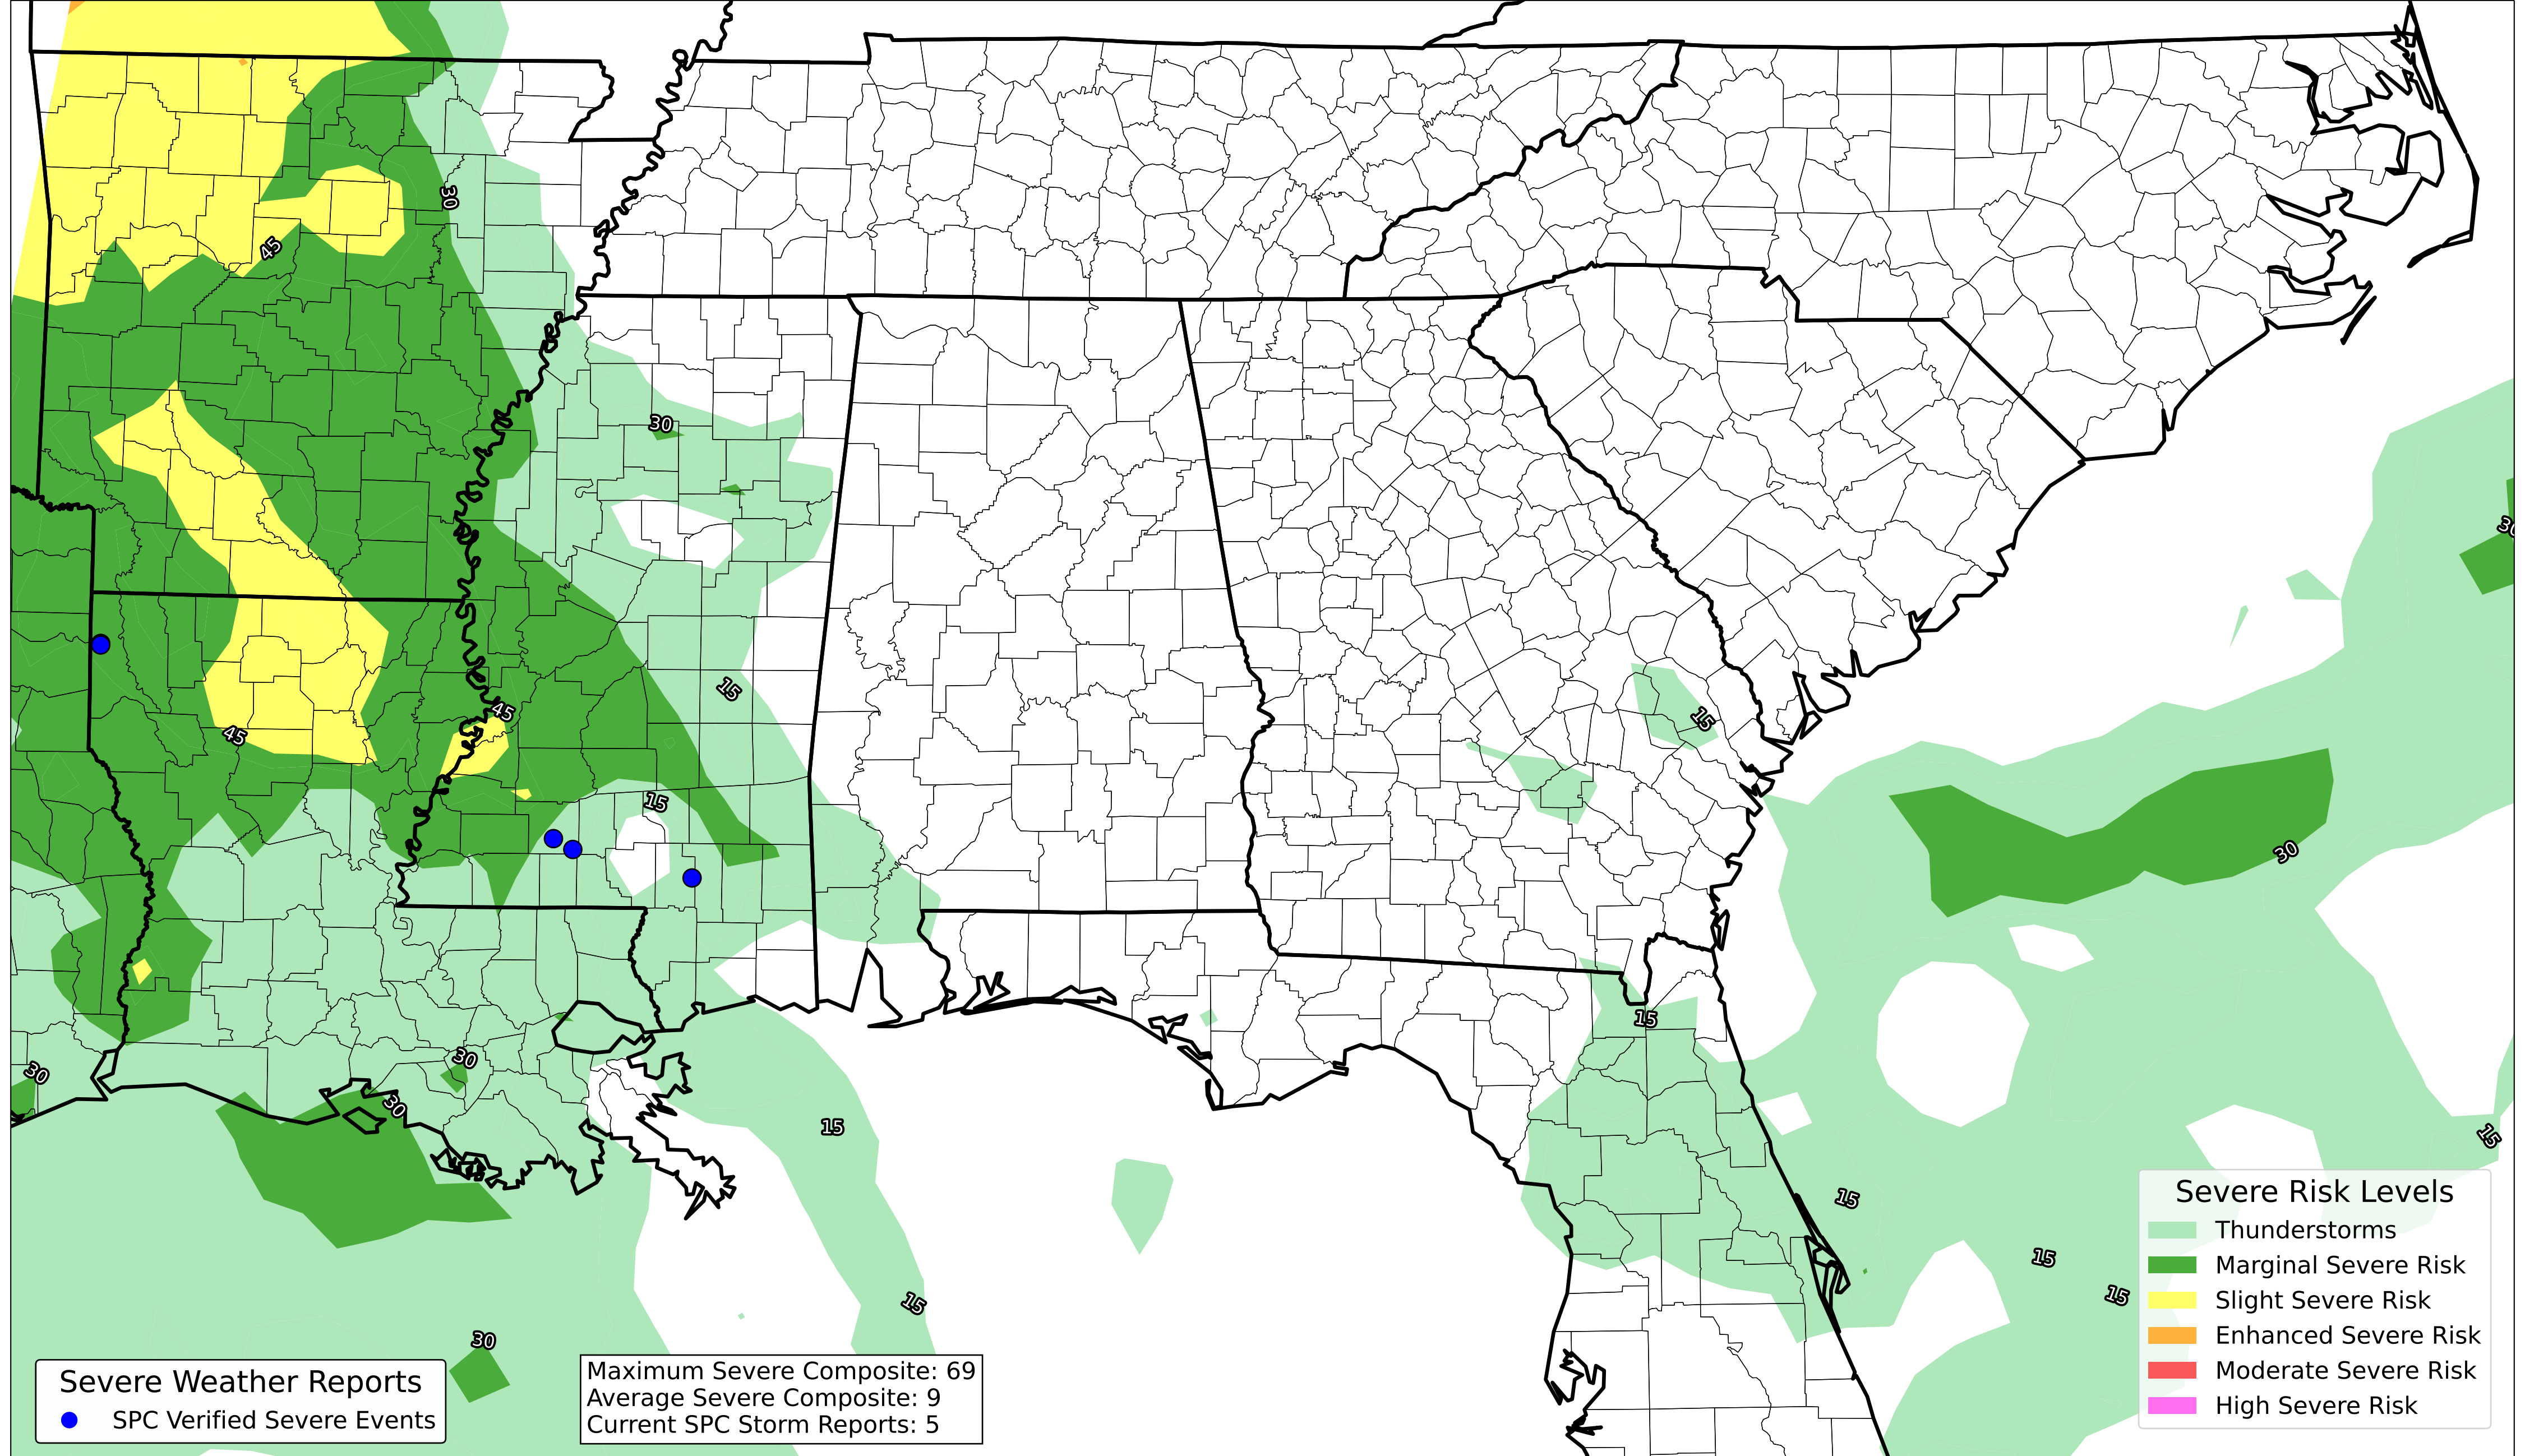 30
45
30
45
15
15
15
45
30
15
30
30
30
15
15
15
30
15
15
15
15
30
Severe Risk Levels
Thunderstorms
Marginal Severe Risk
Slight Severe Risk
Enhanced Severe Risk
Moderate Severe Risk
High Severe Risk
Severe Weather Reports
SPC Verified Severe Events
Maximum Severe Composite: 69
Average Severe Composite: 9
Current SPC Storm Reports: 5